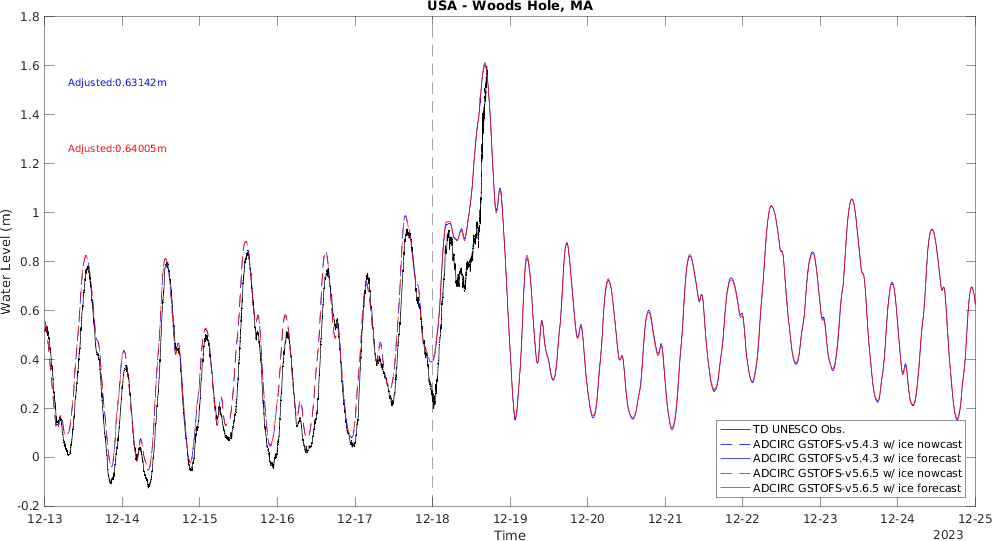 USA - Woods Hole, MA
Adjusted:0.63142m
Adjusted:0.64005m
Water Level (m)
1.8
1.6
1.4
1.2
1
0.8
0.6
0.4
0.2
0
-0.2
TD UNESCO Obs.
ADCIRC GSTOFS-v5.4.3 w/ ice nowcast
ADCIRC GSTOFS-v5.4.3 w/ ice forecast
ADCIRC GSTOFS-v5.6.5 w/ ice nowcast
ADCIRC GSTOFS-v5.6.5 w/ ice forecast
12-13 12-14 12-15 12-16 12-17 12-18 12-19 12-20 12-21 12-22 12-23 12-24 12-25
Time
2023